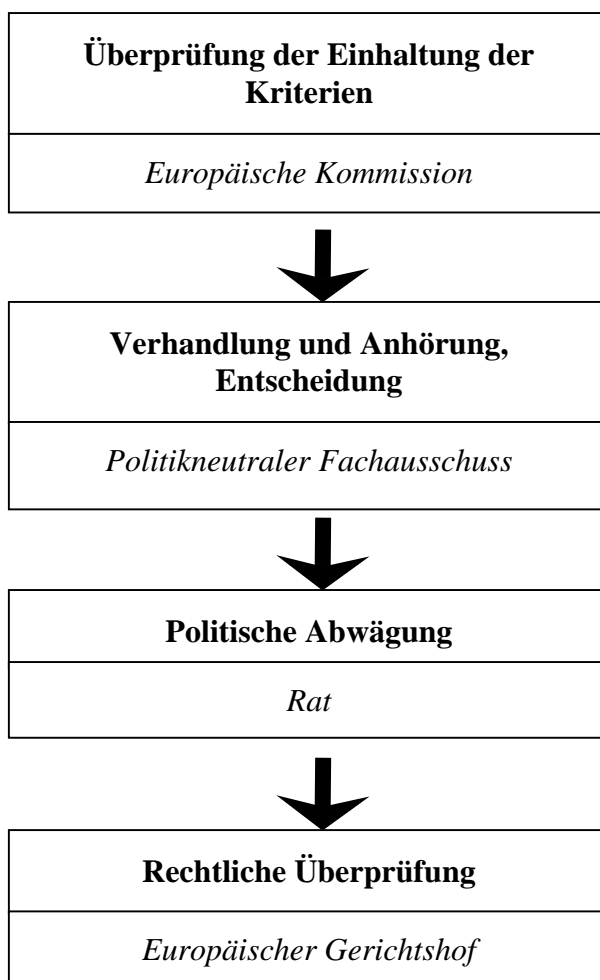 Überprüfung der Einhaltung der
Kriterien
Europäische Kommission
Verhandlung und Anhörung,
Entscheidung
Politikneutraler Fachausschuss
Politische Abwägung
Rat
Rechtliche Überprüfung
Europäischer Gerichtshof